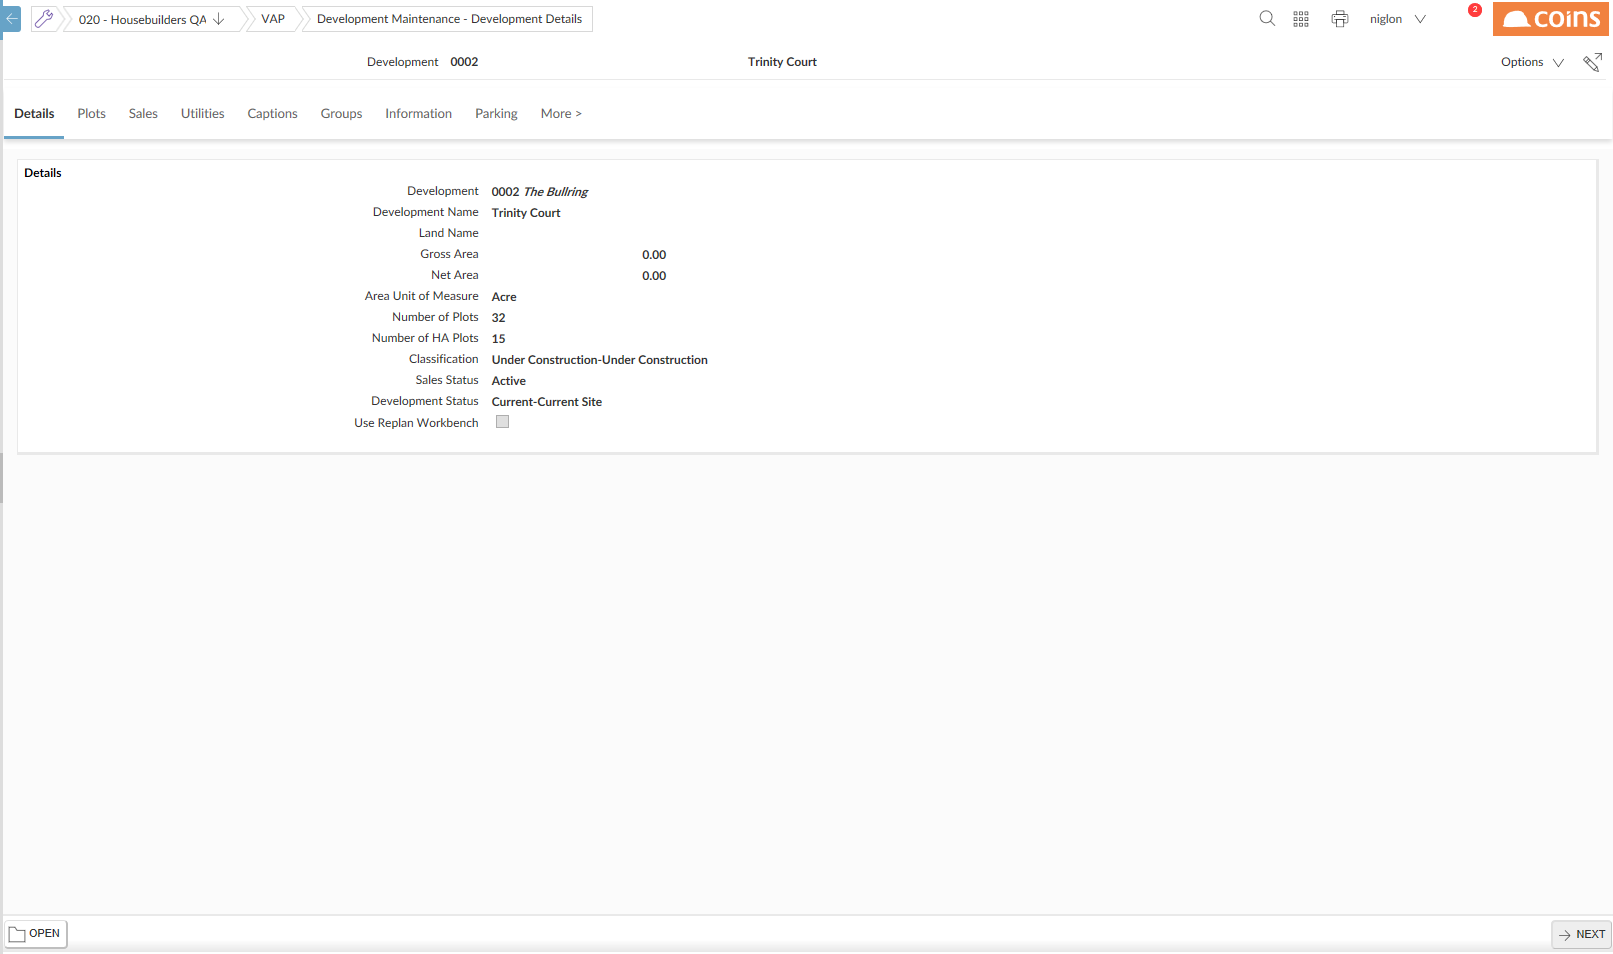 020 - Housebuilders QA
VAP
Development Maintenance - Development Details
niglon
2
coins
Development 0002
Trinity Court
Options
Details
Plots
Sales
Utilities
Captions
Groups
Information
Parking
More >
Details
Development 0002 The Bullring
Development Name Trinity Court
Land Name
Gross Area 0.00
Net Area 0.00
Area Unit of Measure Acre
Number of Plots 32
Number of HA Plots 15
Classification Under Construction-Under Construction
Sales Status Active
Development Status Current-Current Site
Use Replan Workbench
OPEN
NEXT